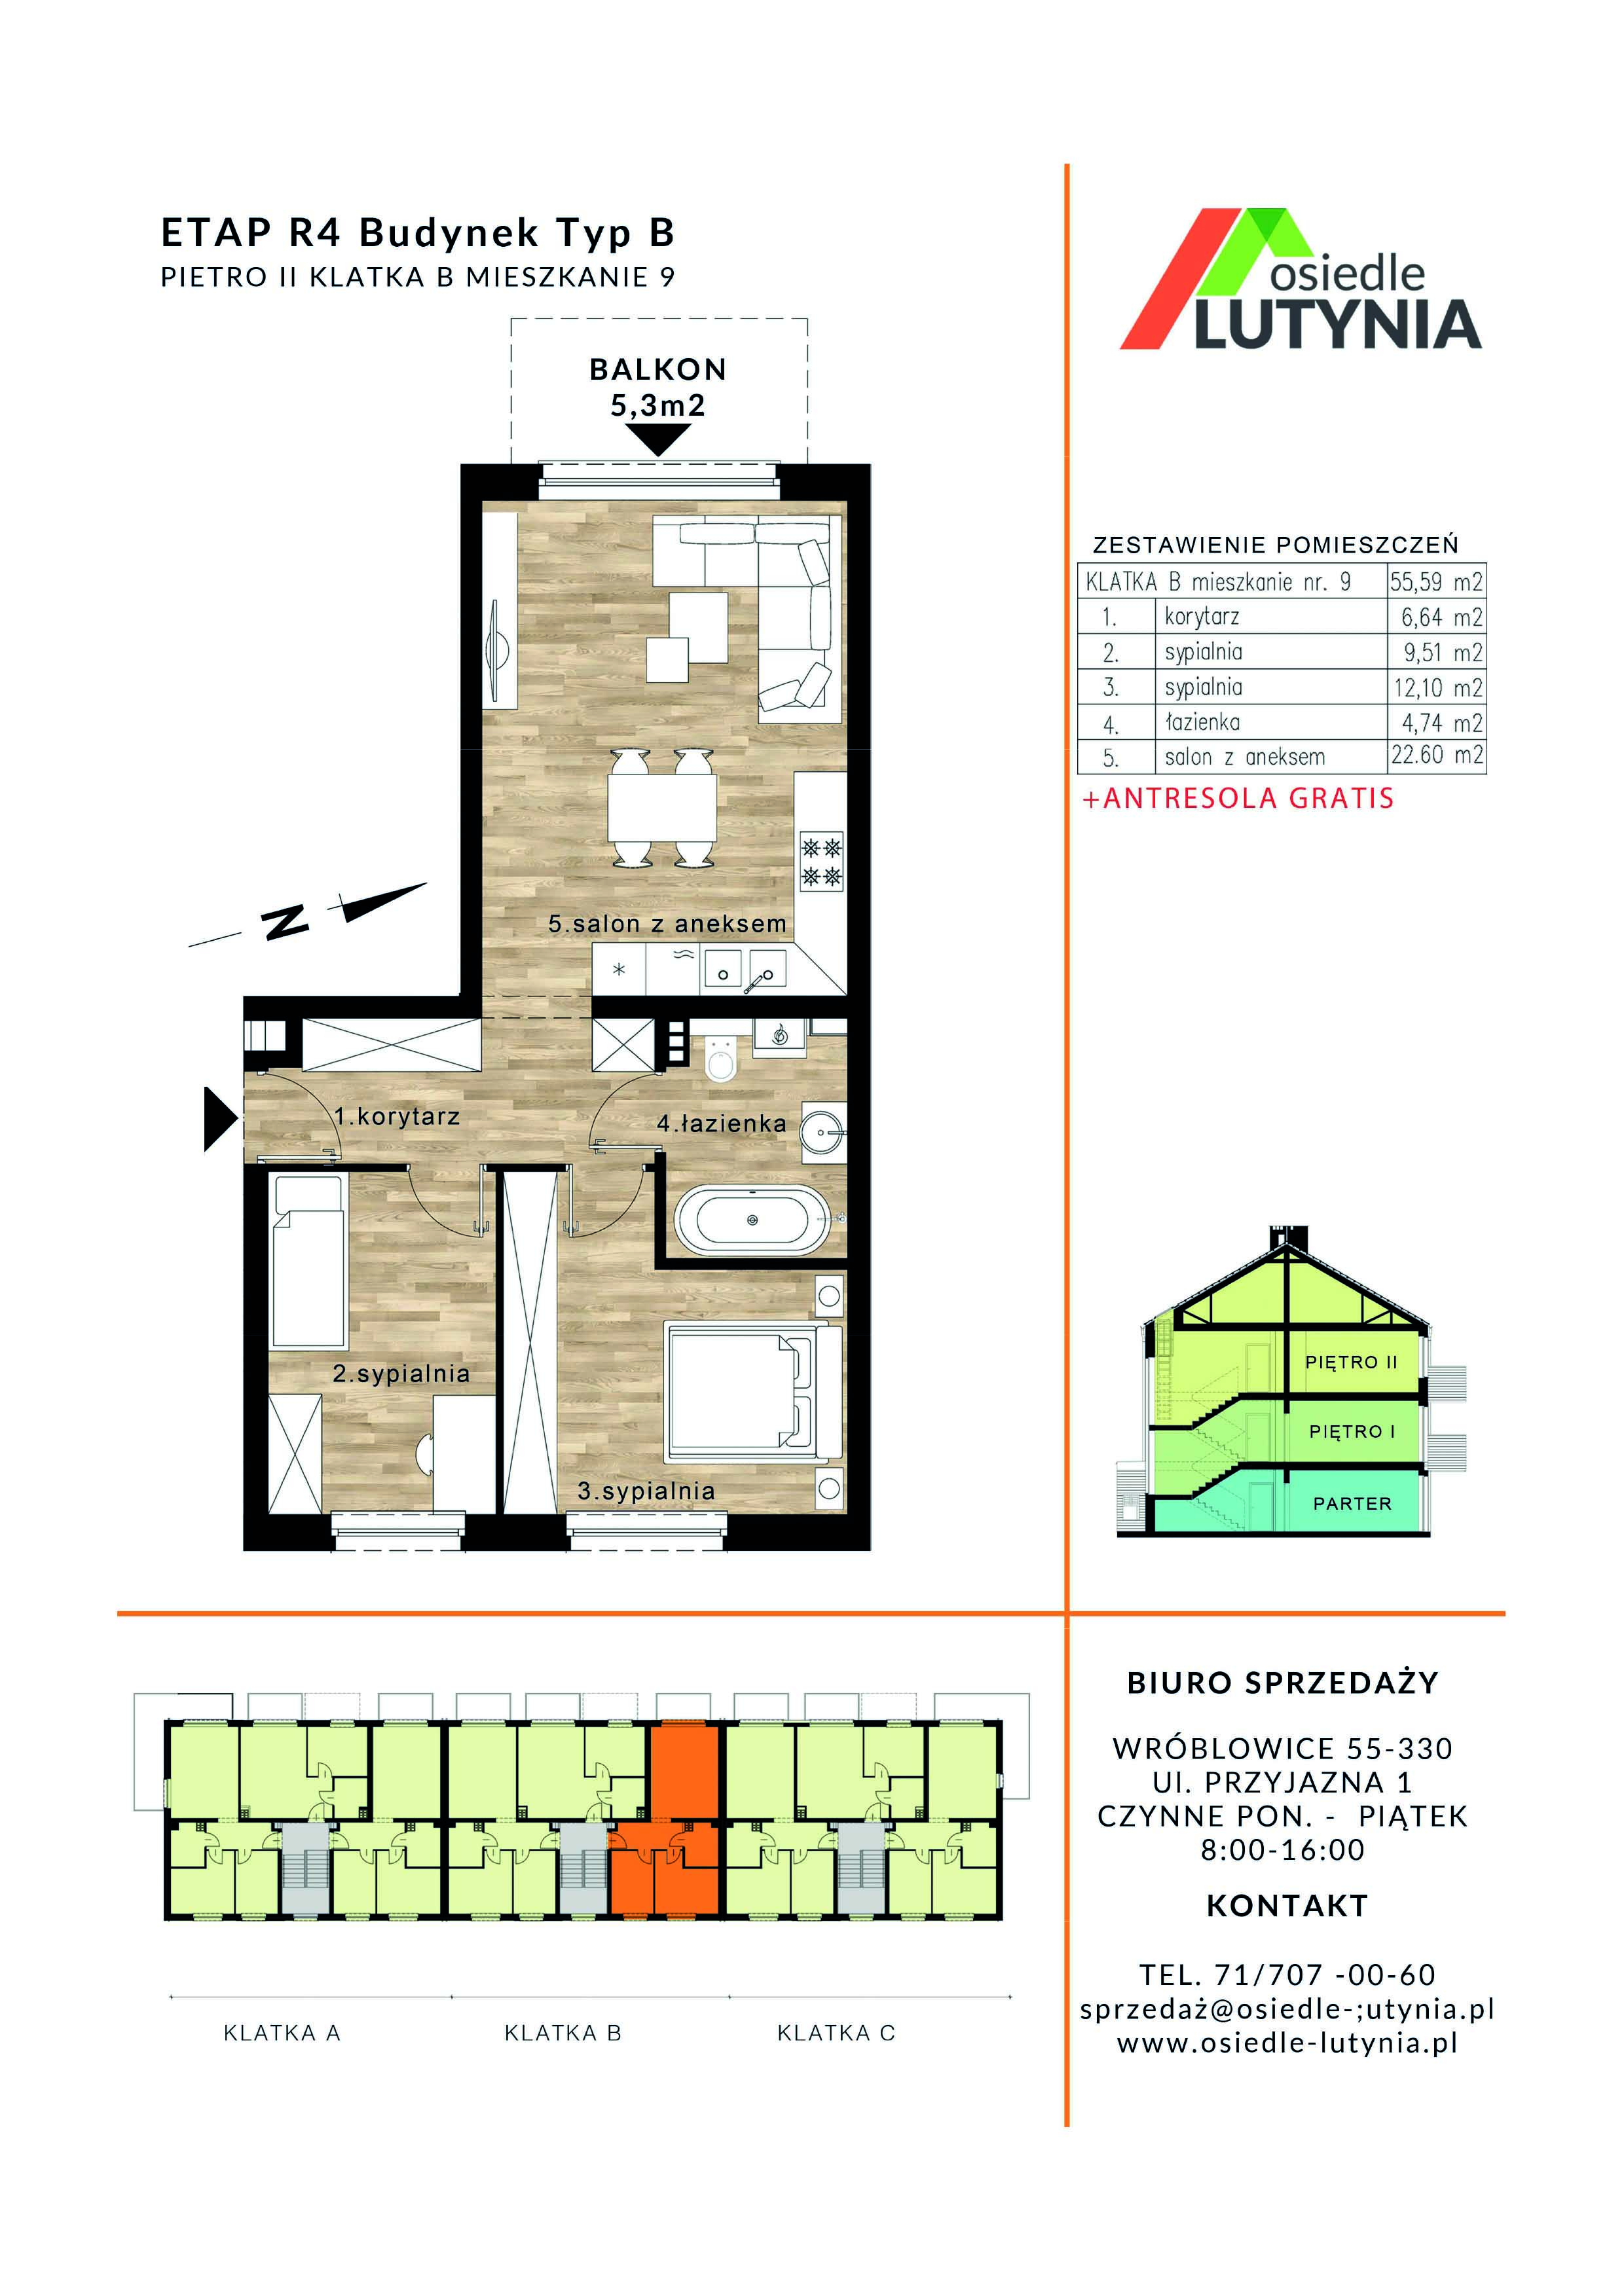 ETAP R4 Budynek Typ B
PIETRO II KLATKA B MIESZKANIE 9
osiedle
LUTYNIA
BALKON
5,3m2
ZESTAWIENIE POMIESZCZEŃ
KLATKA B mieszkanie nr. 9 55,59 m2
1. korytarz 6,64 m2
2. sypialnia 9,51 m2
3. sypialnia 12,10 m2
4. łazienka 4,74 m2
5. salon z aneksem 22.60 m2
+ANTRESOLA GRATIS
N
5.salon z aneksem
1.korytarz
4.łazienka
2.sypialnia
3.sypialnia
PIĘTRO II
PIĘTRO I
PARTER
KLATKA A
KLATKA B
KLATKA C
BIURO SPRZEDAŻY
WRÓBLOWICE 55-330
Ul. PRZYJAZNA 1
CZYNNE PON. - PIĄTEK
8:00-16:00
KONTAKT
TEL. 71/707 -00-60
sprzedaż@osiedle-;utynia.pl
www.osiedle-lutynia.pl